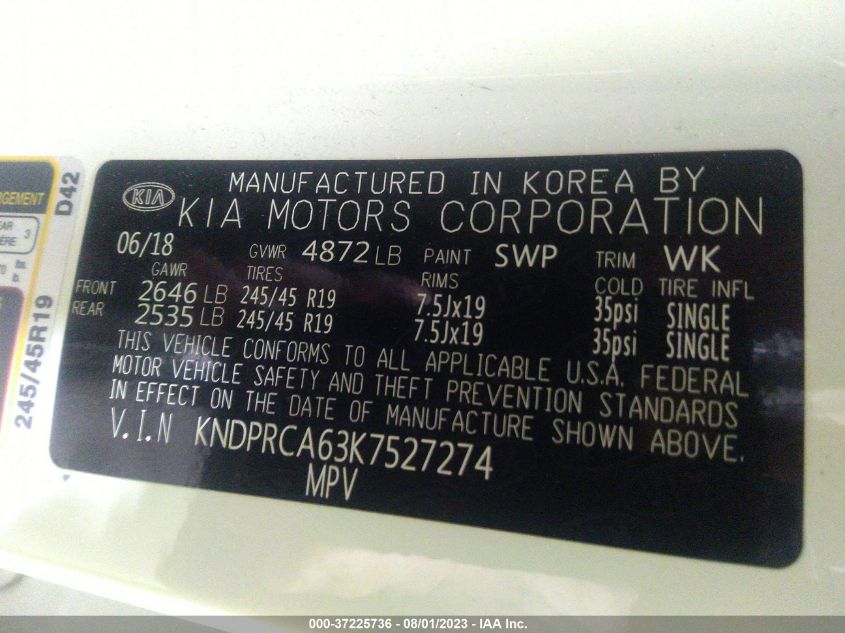 KIA
MANUFACTURED IN KOREA BY
KIA MOTORS CORPORATION
06/18 GVWR 4872 LB PAINT SWP TRIM WK
GAWR TIRES RIMS COLD TIRE INFL
FRONT 2646 LB 245/45 R19 7.5Jx19 35psi SINGLE
REAR 2535 LB 245/45 R19 7.5Jx19 35psi SINGLE
THIS VEHICLE CONFORMS TO ALL APPLICABLE U.S.A. FEDERAL
MOTOR VEHICLE SAFETY AND THEFT PREVENTION STANDARDS
IN EFFECT ON THE DATE OF MANUFACTURE SHOWN ABOVE.
V.I.N KNDPRCA63K7527274
MPV
D42
245/45R19
3
000-37225736 - 08/01/2023 - IAA Inc.